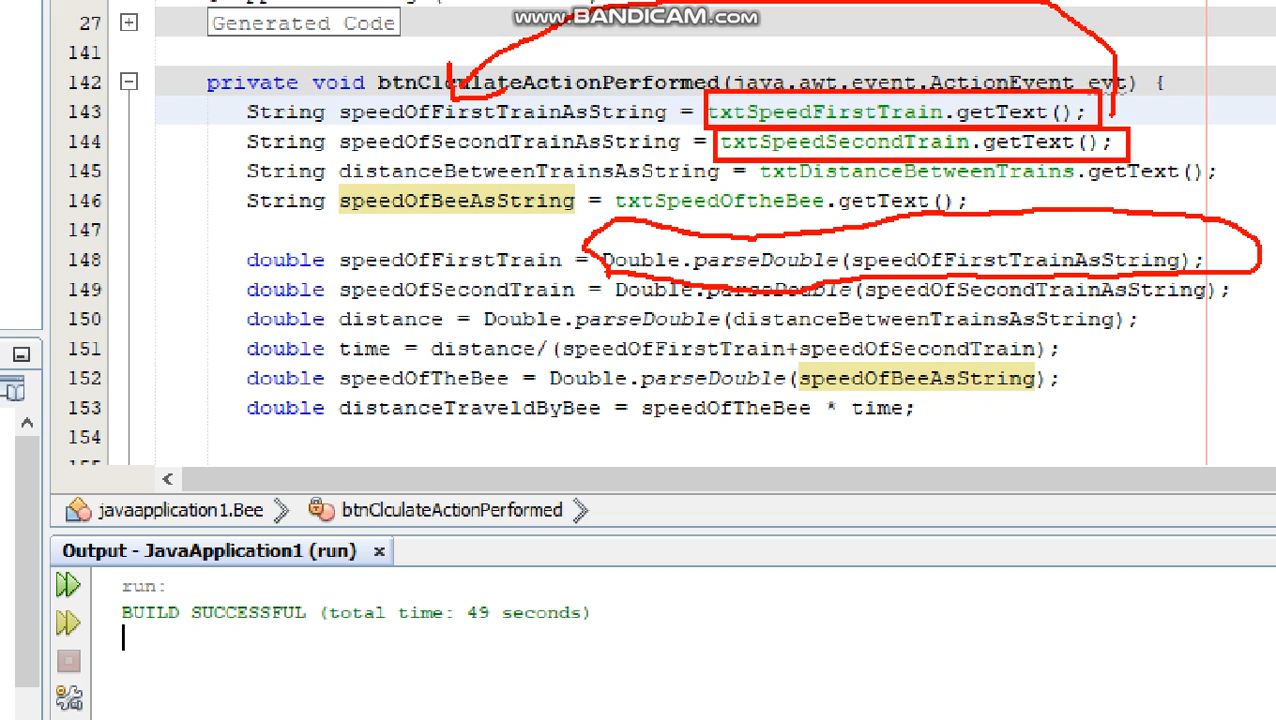 www.BANDICAM.com
27 Generated Code
141
142 private void btnClculateActionPerformed(java.awt.event.ActionEvent evt) {
143 String speedOfFirstTrainAsString = txtSpeedFirstTrain.getText();
144 String speedOfSecondTrainAsString = txtSpeedSecondTrain.getText();
145 String distanceBetweenTrainsAsString = txtDistanceBetweenTrains.getText();
146 String speedOfBeeAsString = txtSpeedOftheBee.getText();
147
148 double speedOfFirstTrain = Double.parseDouble(speedOfFirstTrainAsString);
149 double speedOfSecondTrain = Double.parseDouble(speedOfSecondTrainAsString);
150 double distance = Double.parseDouble(distanceBetweenTrainsAsString);
151 double time = distance/(speedOfFirstTrain+speedOfSecondTrain);
152 double speedOfTheBee = Double.parseDouble(speedOfBeeAsString);
153 double distanceTraveldByBee = speedOfTheBee * time;
154
javaapplication1.Bee btnClculateActionPerformed
Output - JavaApplication1 (run) ×
run:
BUILD SUCCESSFUL (total time: 49 seconds)